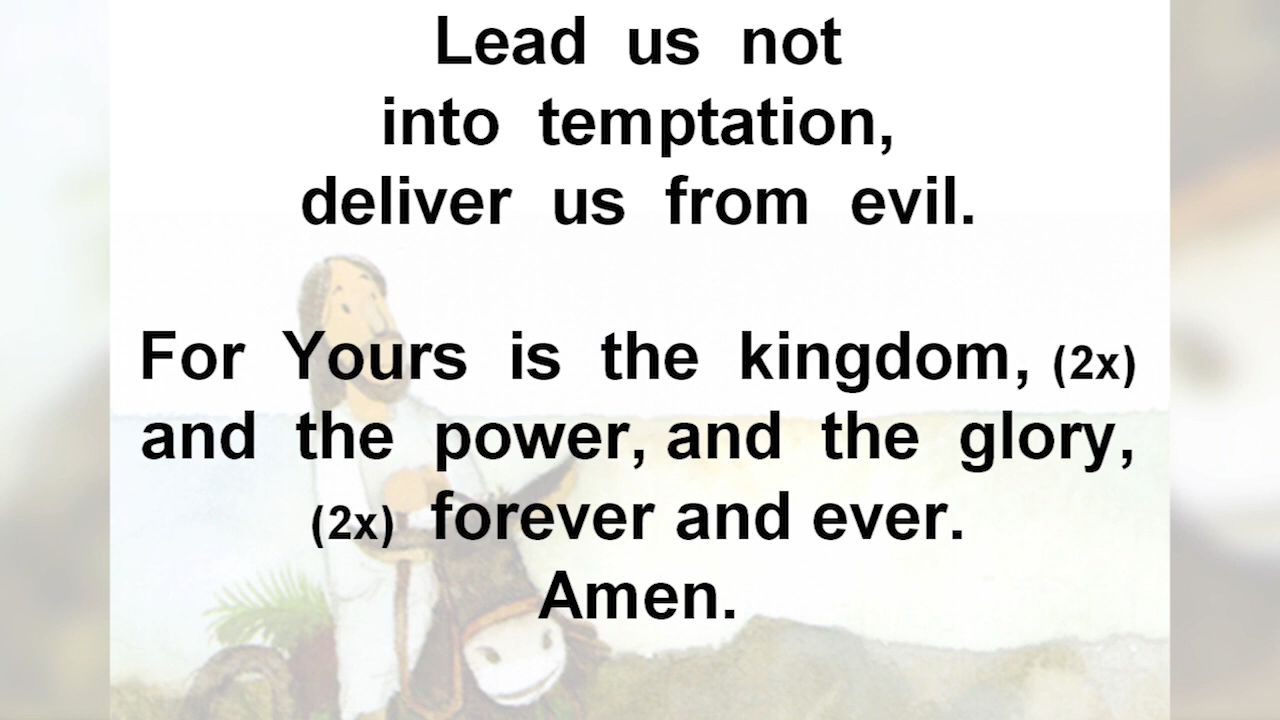 Lead us not
into temptation,
deliver us from evil.
For Yours is the kingdom, (2x)
and the power, and the glory,
(2x) forever and ever.
Amen.